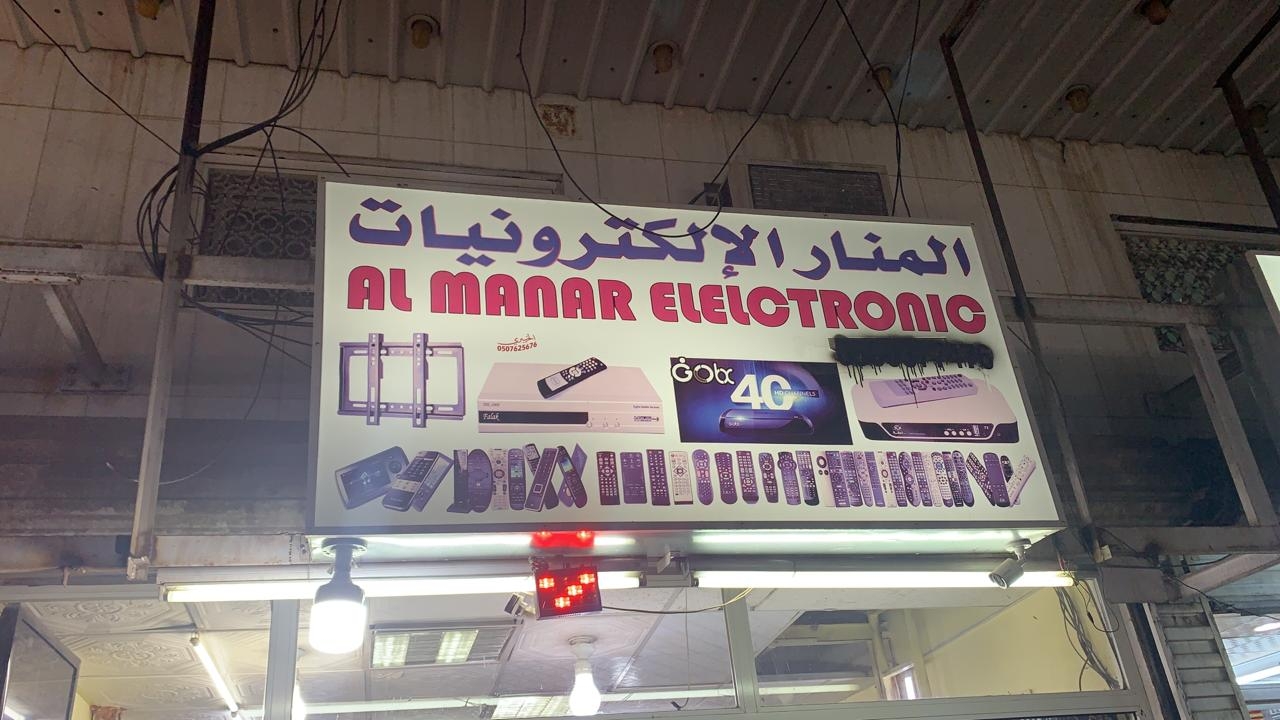 المنار الإلكترونيات
AL MANAR ELELCTRONIC
0507625676
Falak
Gobx
40
HD CHANNELS